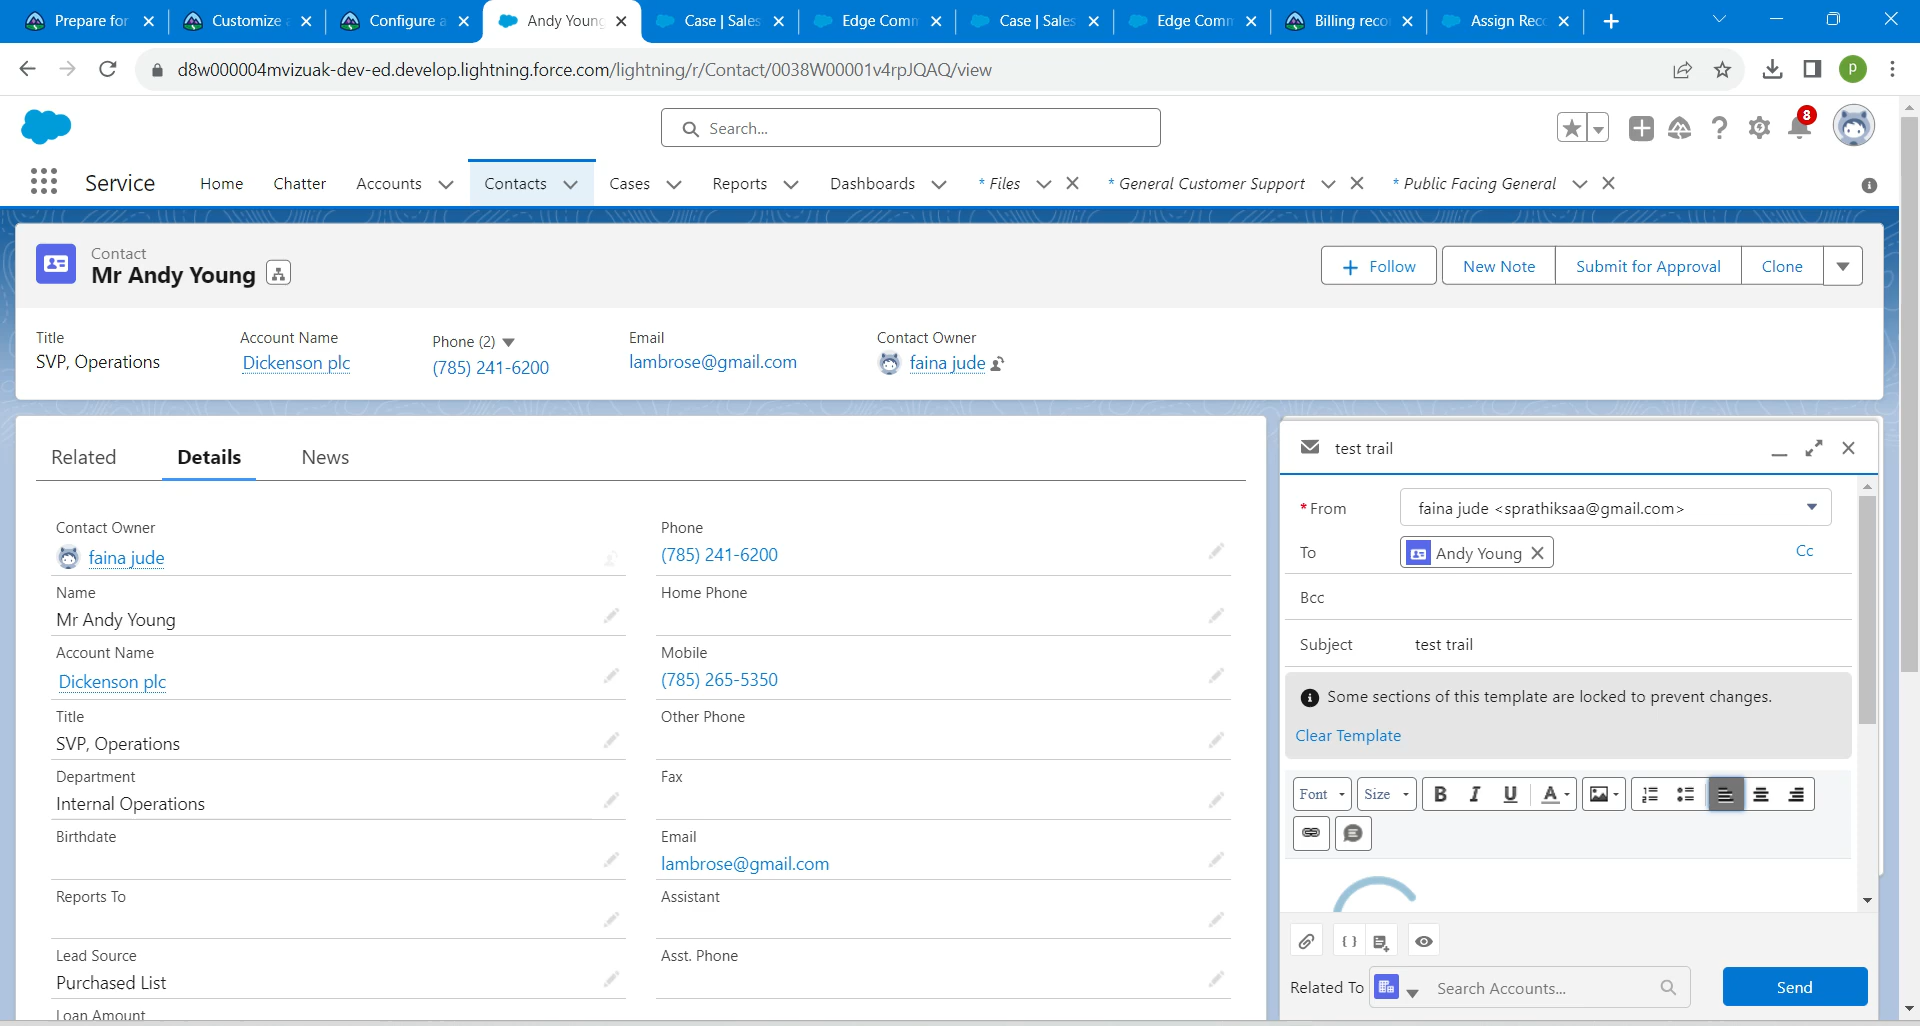 Prepare for
Customize a
Configure a
Andy Young
Case | Sales
Edge Comm
Case | Sales
Edge Comm
Billing reco
Assign Reco
d8w000004mvizuak-dev-ed.develop.lightning.force.com/lightning/r/Contact/0038W00001v4rpJQAQ/view
P
Search...
8
Service
Home
Chatter
Accounts
Contacts
Cases
Reports
Dashboards
* Files
* General Customer Support
* Public Facing General
Contact
Mr Andy Young
Follow
New Note
Submit for Approval
Clone
Title
SVP, Operations
Account Name
Dickenson plc
Phone (2)
(785) 241-6200
Email
lambrose@gmail.com
Contact Owner
faina jude
Related
Details
News
Contact Owner
faina jude
Name
Mr Andy Young
Account Name
Dickenson plc
Title
SVP, Operations
Department
Internal Operations
Birthdate
Reports To
Lead Source
Purchased List
Loan Amount
Phone
(785) 241-6200
Home Phone
Mobile
(785) 265-5350
Other Phone
Fax
Email
lambrose@gmail.com
Assistant
Asst. Phone
test trail
* From
faina jude <sprathiksaa@gmail.com>
To
Andy Young
Cc
Bcc
Subject
test trail
Some sections of this template are locked to prevent changes.
Clear Template
Font
Size
B I U A
Related To
Search Accounts...
Send